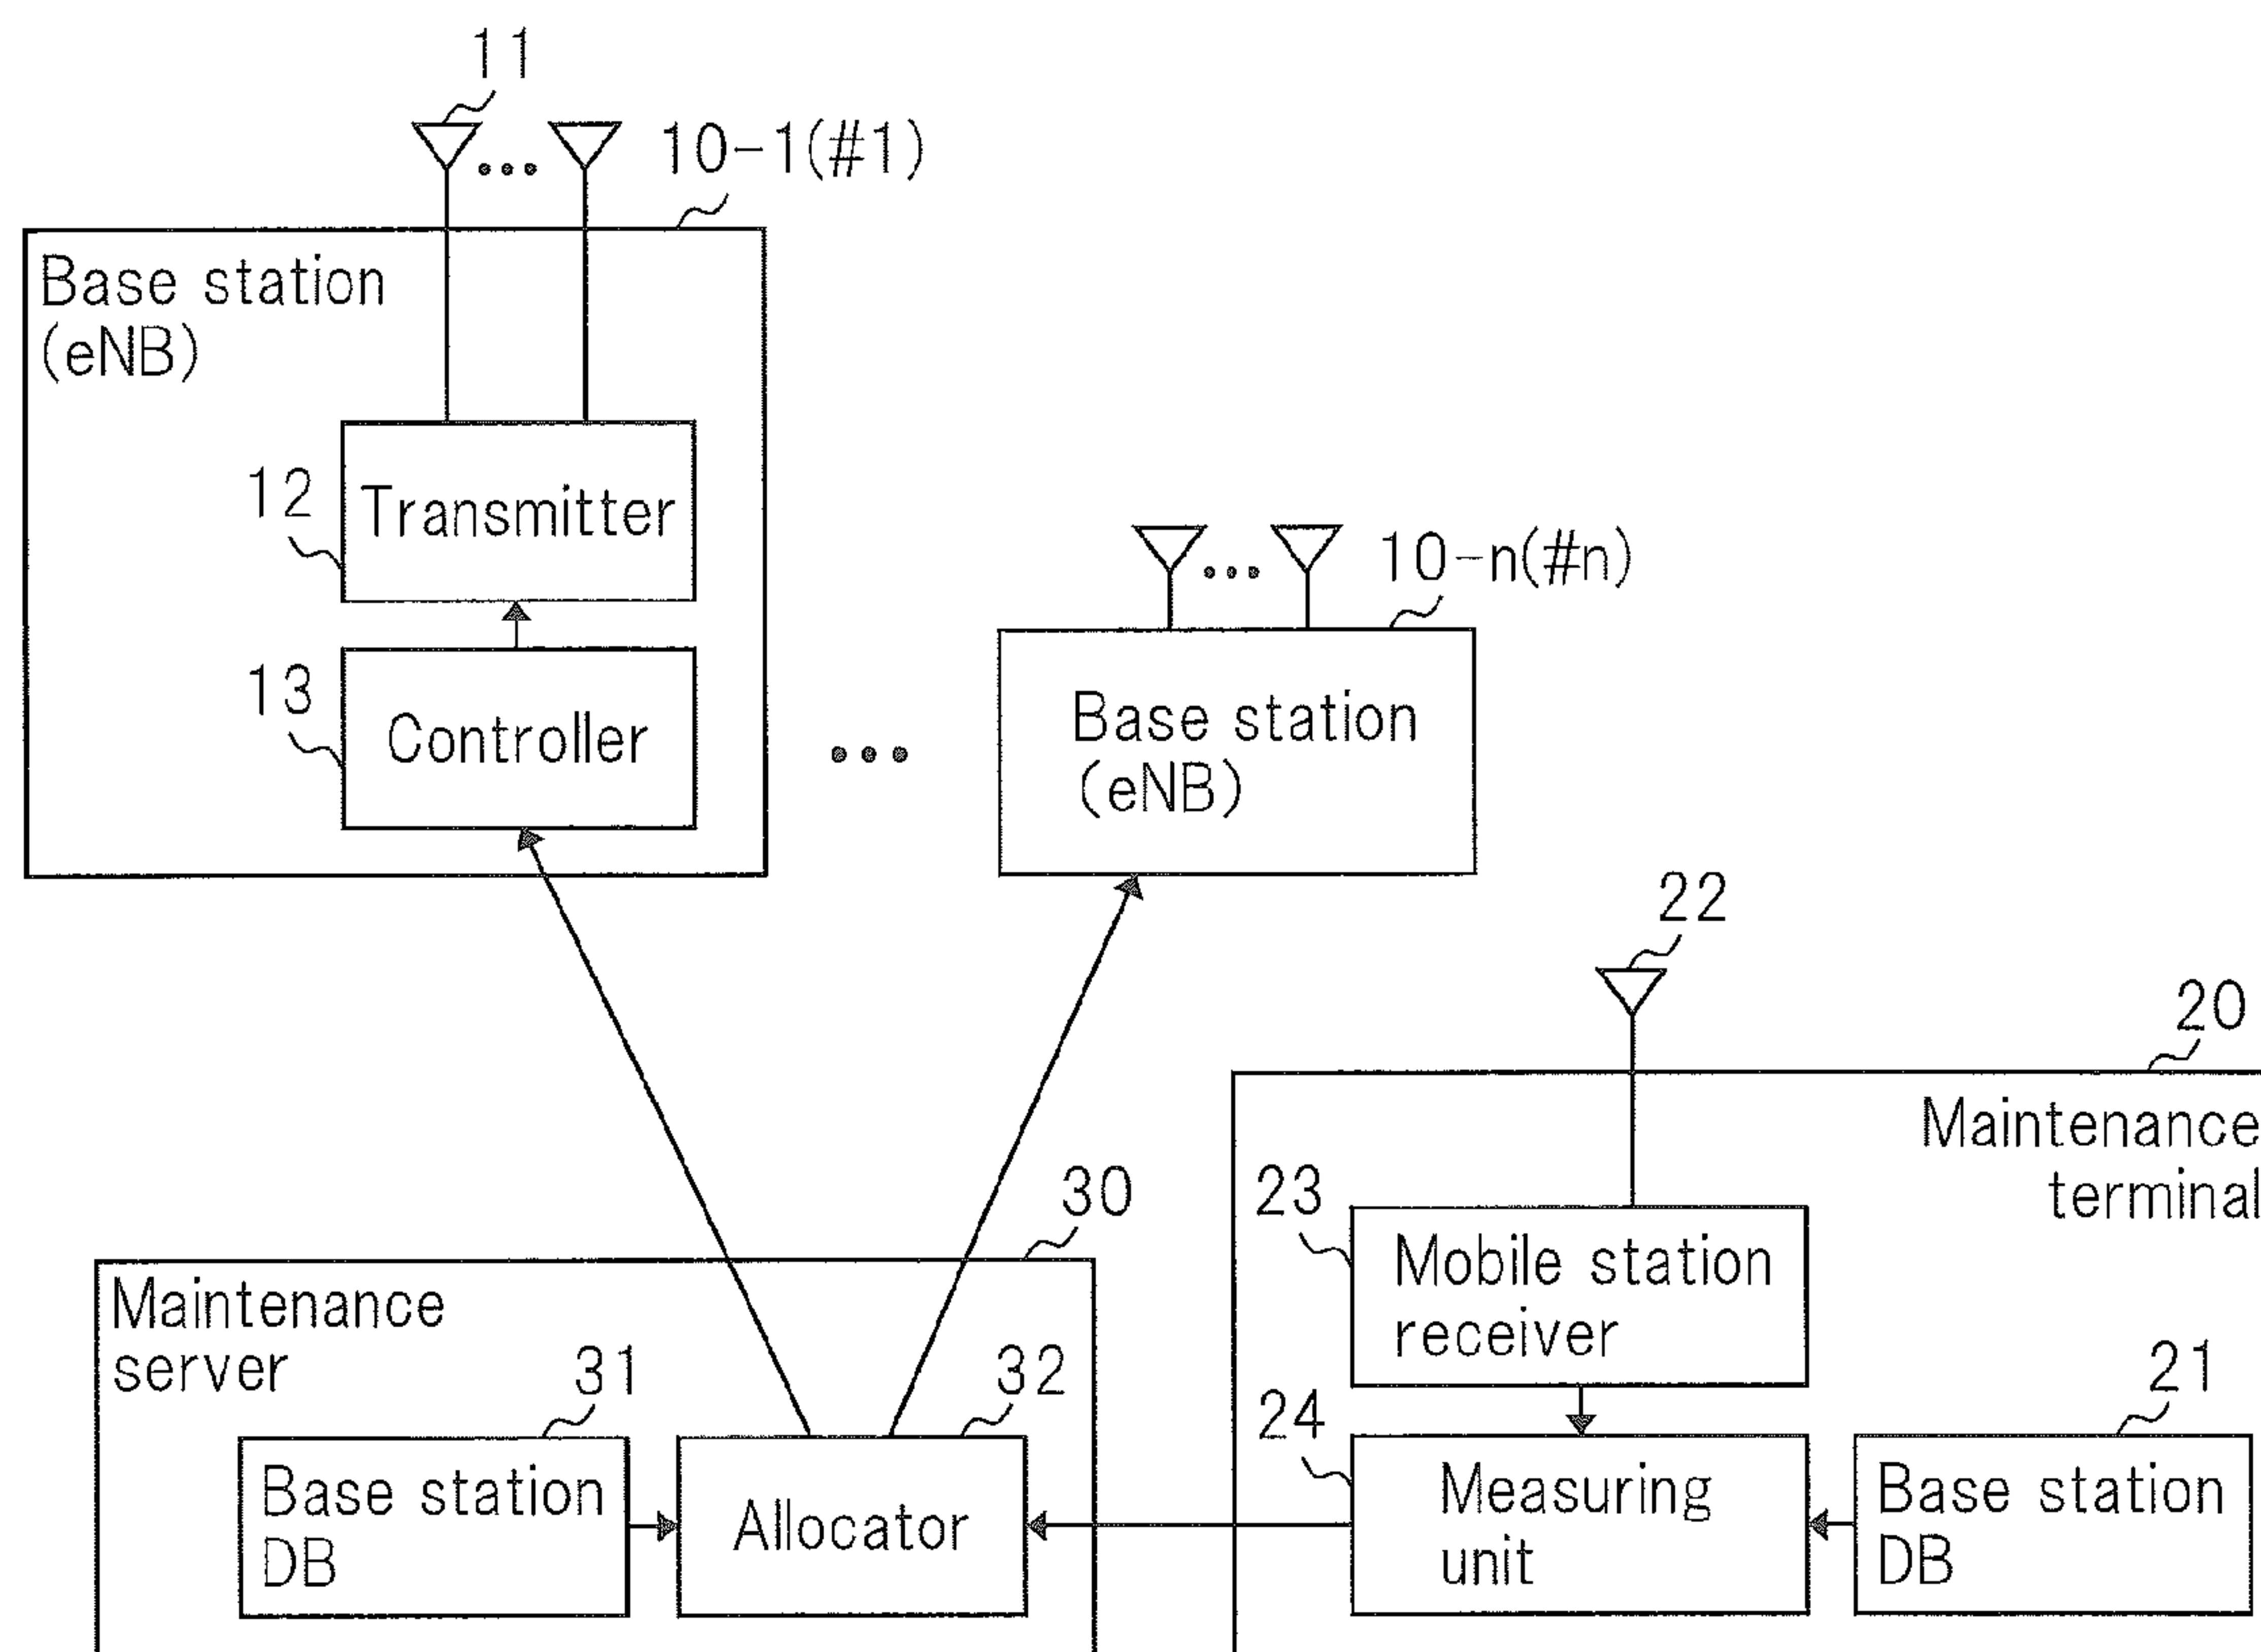 11
10-1(#1)
Base station
(eNB)
12
Transmitter
13
Controller
10-n(#n)
Base station
(eNB)
22
20
Maintenance
terminal
23
Mobile station
receiver
24
Measuring
unit
21
Base station
DB
30
Maintenance
server
31
Base station
DB
32
Allocator